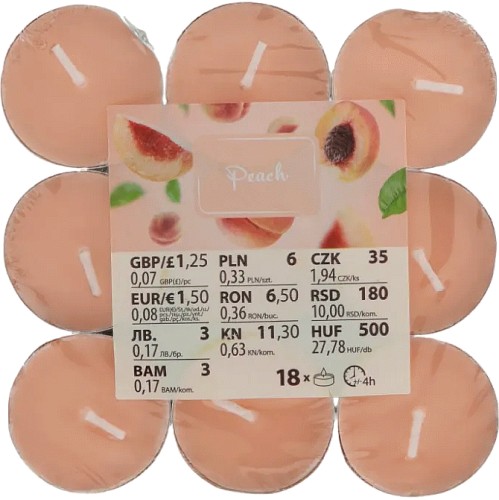 Peach
GBP/£ 1,25
0,07 GBP(£)/pc
PLN 6
0,33 PLN/szt.
CZK 35
1,94 CZK/ks
EUR/€ 1,50
0,08
RON 6,50
0,36 RON/buc.
RSD 180
10,00 RSD/kom.
ЛВ. 3
0,17 ЛВ/бр.
KN 11,30
0,63 KN/kom.
HUF 500
27,78 HUF/db
BAM 3
0,17 BAM/kom.
18x
+/-4h